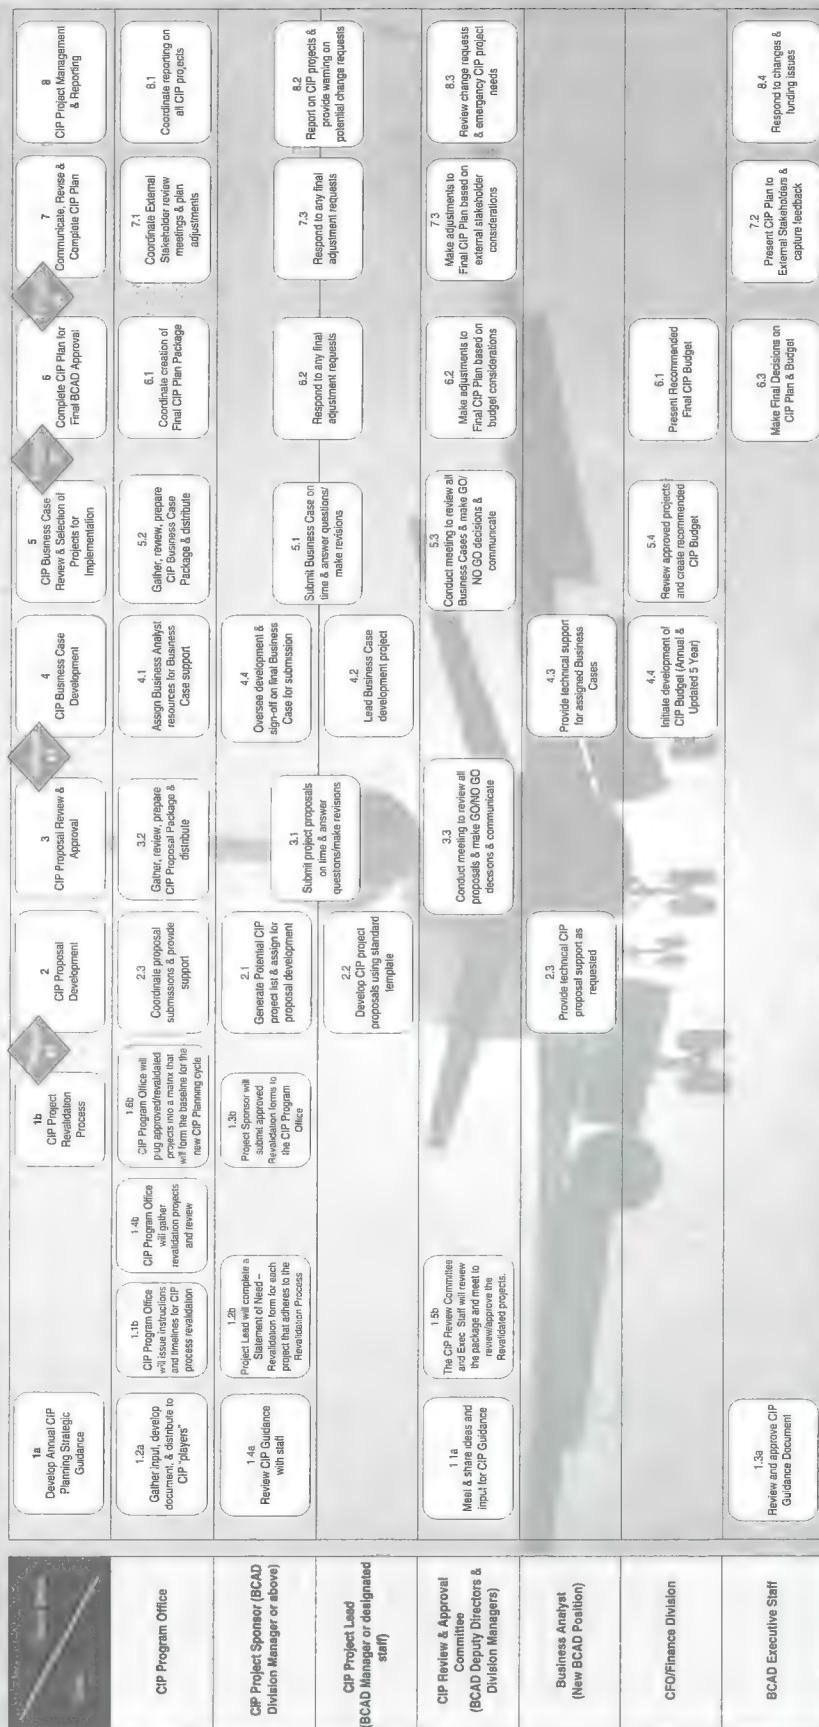 1a
Develop Annual CIP
Planning Strategic
Guidance
1b
CIP Project
Revalidation
Process
2
CIP Proposal
Development
3
CIP Proposal Review &
Approval
4
CIP Business Case
Development
5
CIP Business Case
Review & Selection of
Projects for
Implementation
6
Complete CIP Plan for
Final BCAD Approval
7
Communicate, Revise &
Complete CIP Plan
8
CIP Project Management
& Reporting
CIP Program Office
1.2a
Gather input, develop
document, & distribute to
CIP "players"
1.1b
CIP Program Office
will issue instructions
and timelines for CIP
process revalidation
1.4b
CIP Program Office
will gather
revalidation projects
and review
1.6b
CIP Program Office will
plug approved/revalidated
projects into a matrix that
will form the baseline for the
new CIP Planning cycle
2.3
Coordinate proposal
submissions & provide
support
3.2
Gather, review, prepare
CIP Proposal Package &
distribute
4.1
Assign Business Analyst
resources for Business
Case support
5.2
Gather, review, prepare
CIP Business Case
Package & distribute
6.1
Coordinate creation of
Final CIP Plan Package
7.1
Coordinate External
Stakeholder review
meetings & plan
adjustments
8.1
Coordinate reporting on
all CIP projects
CIP Project Sponsor (BCAD
Division Manager or above)
1.4a
Review CIP Guidance
with staff
1.2b
Project Lead will complete a
Statement of Need –
Revalidation form for each
project that adheres to the
Revalidation Process
1.3b
Project Sponsor will
submit approved
Revalidation forms to
the CIP Program
Office
2.1
Generate Potential CIP
project list & assign for
proposal development
3.1
Submit project proposals
on time & answer
questions/make revisions
4.4
Oversee development &
sign-off on final Business
Case for submission
5.1
Submit Business Case on
time & answer questions/
make revisions
6.2
Respond to any final
adjustment requests
7.3
Respond to any final
adjustment requests
8.2
Report on CIP projects &
provide warning on
potential change requests
CIP Project Lead
(BCAD Manager or designated
staff)
2.2
Develop CIP project
proposals using standard
template
4.2
Lead Business Case
development project
CIP Review & Approval
Committee
(BCAD Deputy Directors &
Division Managers)
1 1a
Meet & share ideas and
input for CIP Guidance
1.5b
The CIP Review Committee
and Exec Staff will review
the package and meet to
review/approve the
Revalidated projects.
3.3
Conduct meeting to review all
proposals & make GO/NO GO
decisions & communicate
5.3
Conduct meeting to review all
Business Cases & make GO/
NO GO decisions &
communicate
6.2
Make adjustments to
Final CIP Plan based on
budget considerations
7 3
Make adjustments to
Final CIP Plan based on
external stakeholder
considerations
8.3
Review change requests
& emergency CIP project
needs
Business Analyst
(New BCAD Position)
2.3
Provide technical CIP
proposal support as
requested
4.3
Provide technical support
for assigned Business
Cases
CFO/Finance Division
4.4
Initiate development of
CIP Budget (Annual &
Updated 5 Year)
5.4
Review approved projects
and create recommended
CIP Budget
6.1
Present Recommended
Final CIP Budget
BCAD Executive Staff
1.3a
Review and approve CIP
Guidance Document
6.3
Make Final Decisions on
CIP Plan & Budget
7.2
Present CIP Plan to
External Stakeholders &
capture feedback
8.4
Respond to changes &
funding issues